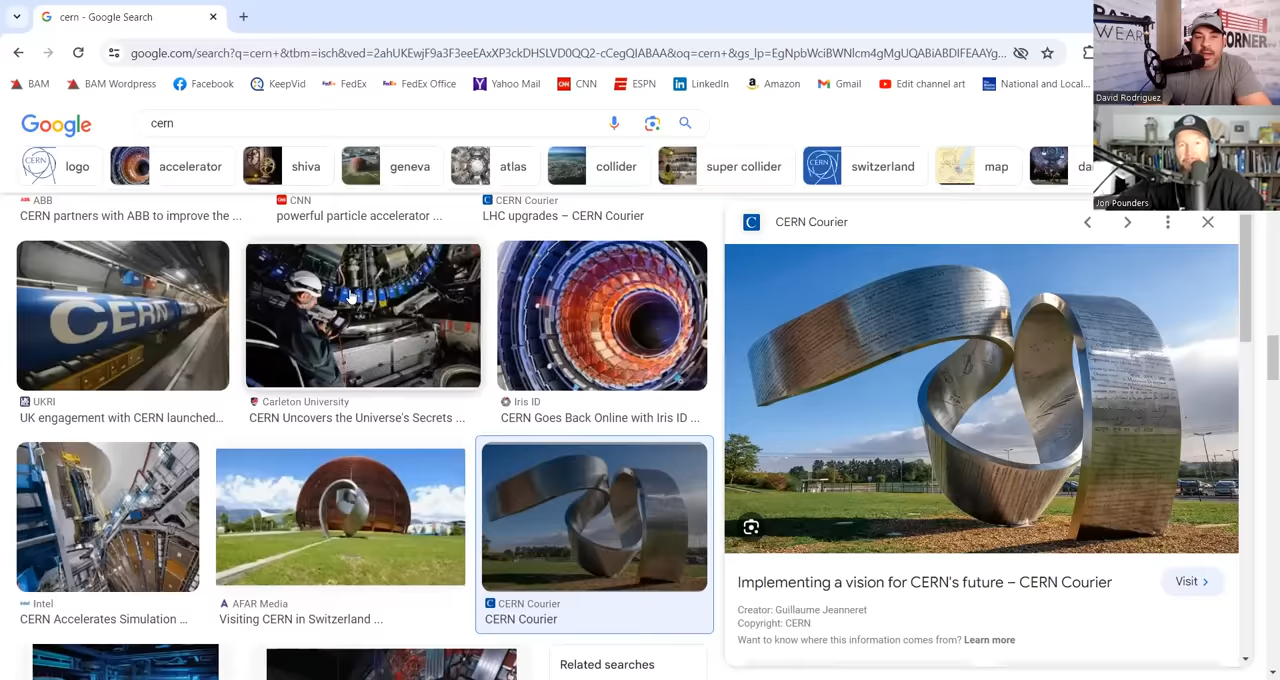 cern - Google Search
google.com/search?q=cern+&tbm=isch&ved=2ahUKEwiF9a3F3eeEAxXPvskDHSUvD0QQ2-cCegQIABAA&oq=cern+&gs_lp=EgNpbWciBWNlcm4gMgUQABiABDIFEAAYg...
BAM
BAM Wordpress
Facebook
KeepVid
FedEx
FedEx Office
Yahoo Mail
CNN
ESPN
LinkedIn
Amazon
Gmail
Edit channel art
National and Local...
David Rodriguez
Jon Pounders
Google
cern
CERN
logo
accelerator
shiva
geneva
atlas
collider
super collider
CERN
switzerland
map
da
ABB
CERN partners with ABB to improve the ...
CNN
powerful particle accelerator ...
CERN Courier
LHC upgrades – CERN Courier
CERN
UKRI
UK engagement with CERN launched...
Carleton University
CERN Uncovers the Universe's Secrets ...
Iris ID
CERN Goes Back Online with Iris ID ...
Intel
CERN Accelerates Simulation ...
AFAR Media
Visiting CERN in Switzerland ...
CERN Courier
CERN Courier
Related searches
CERN Courier
Implementing a vision for CERN's future – CERN Courier
Visit
Creator: Guillaume Jeanneret
Copyright: CERN
Want to know where this information comes from? Learn more